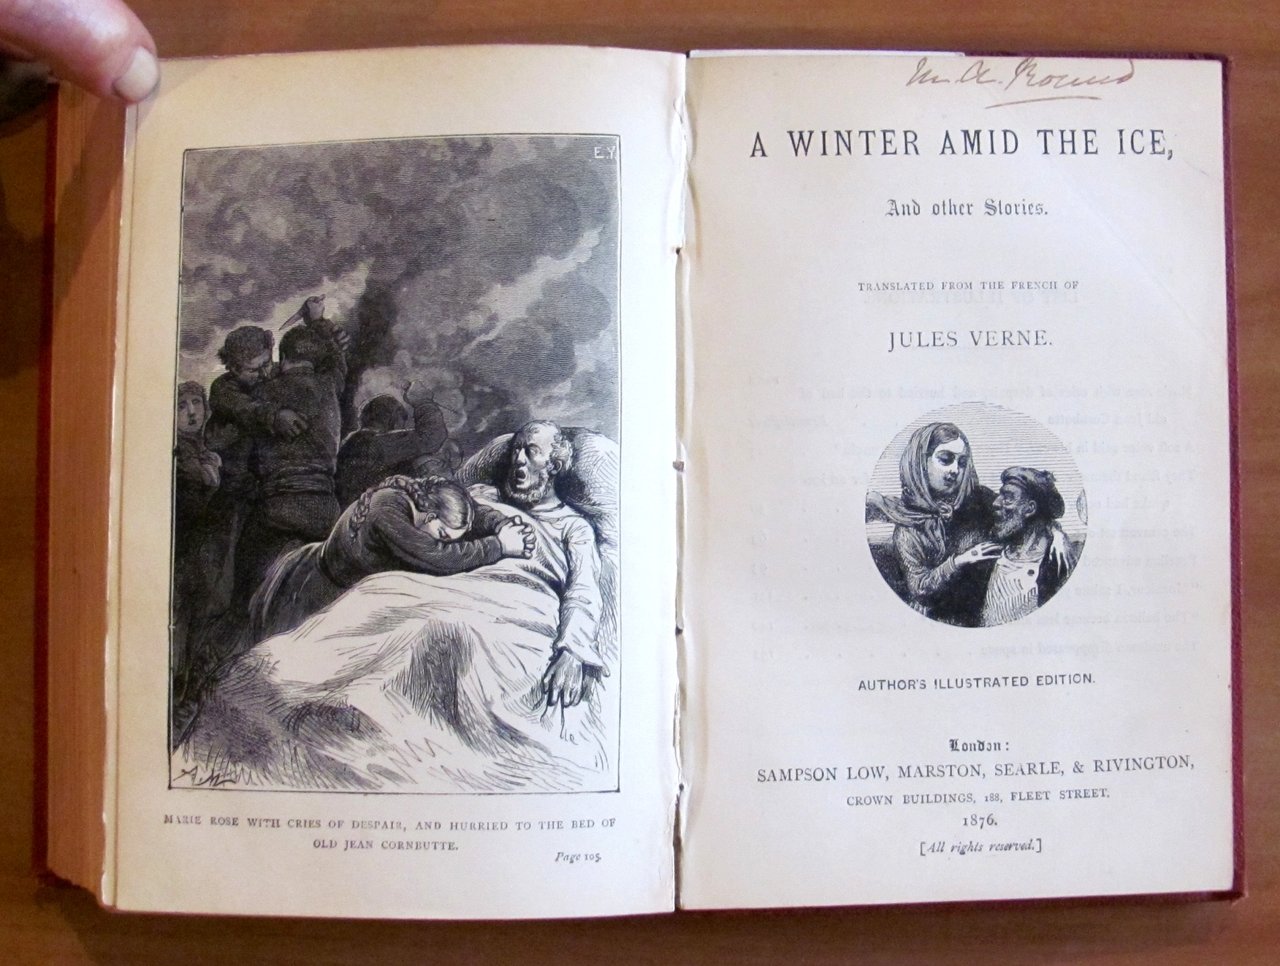 E.Y.
MARIE ROSE WITH CRIES OF DESPAIR, AND HURRIED TO THE BED OF
OLD JEAN CORNBUTTE.
Page 105.
A WINTER AMID THE ICE,
And other Stories.
TRANSLATED FROM THE FRENCH OF
JULES VERNE.
AUTHOR'S ILLUSTRATED EDITION.
London:
SAMPSON LOW, MARSTON, SEARLE, & RIVINGTON,
CROWN BUILDINGS, 188, FLEET STREET.
1876.
[All rights reserved.]